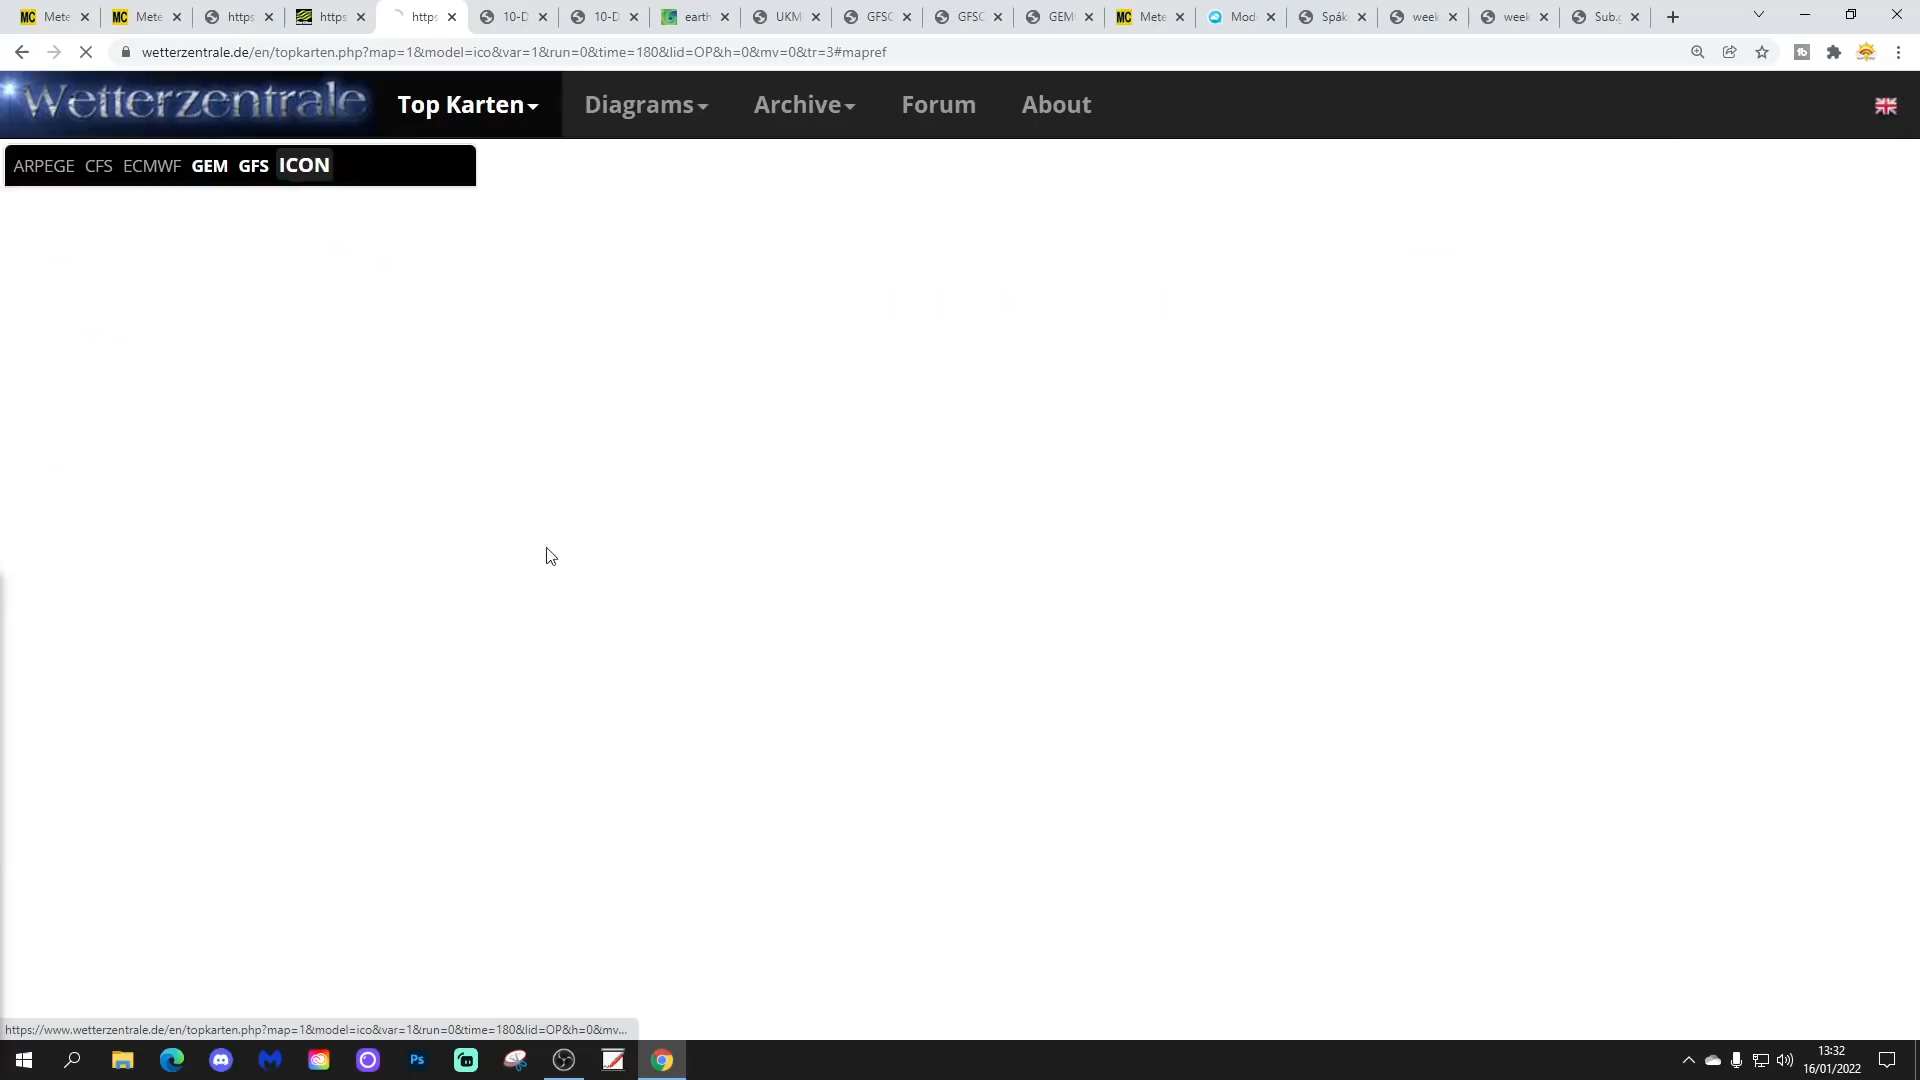 MC Mete
MC Mete
https
https
https
10-D
10-D
earth
UKM
GFSC
GFSC
GEM
MC Mete
Mod
Spák
week
week
Sub.g
wetterzentrale.de/en/topkarten.php?map=1&model=ico&var=1&run=0&time=180&lid=OP&h=0&mv=0&tr=3#mapref
Wetterzentrale Top Karten Diagrams Archive Forum About
ARPEGE CFS ECMWF GEM GFS ICON
https://www.wetterzentrale.de/en/topkarten.php?map=1&model=ico&var=1&run=0&time=180&lid=OP&h=0&mv...
Ps
13:32
16/01/2022